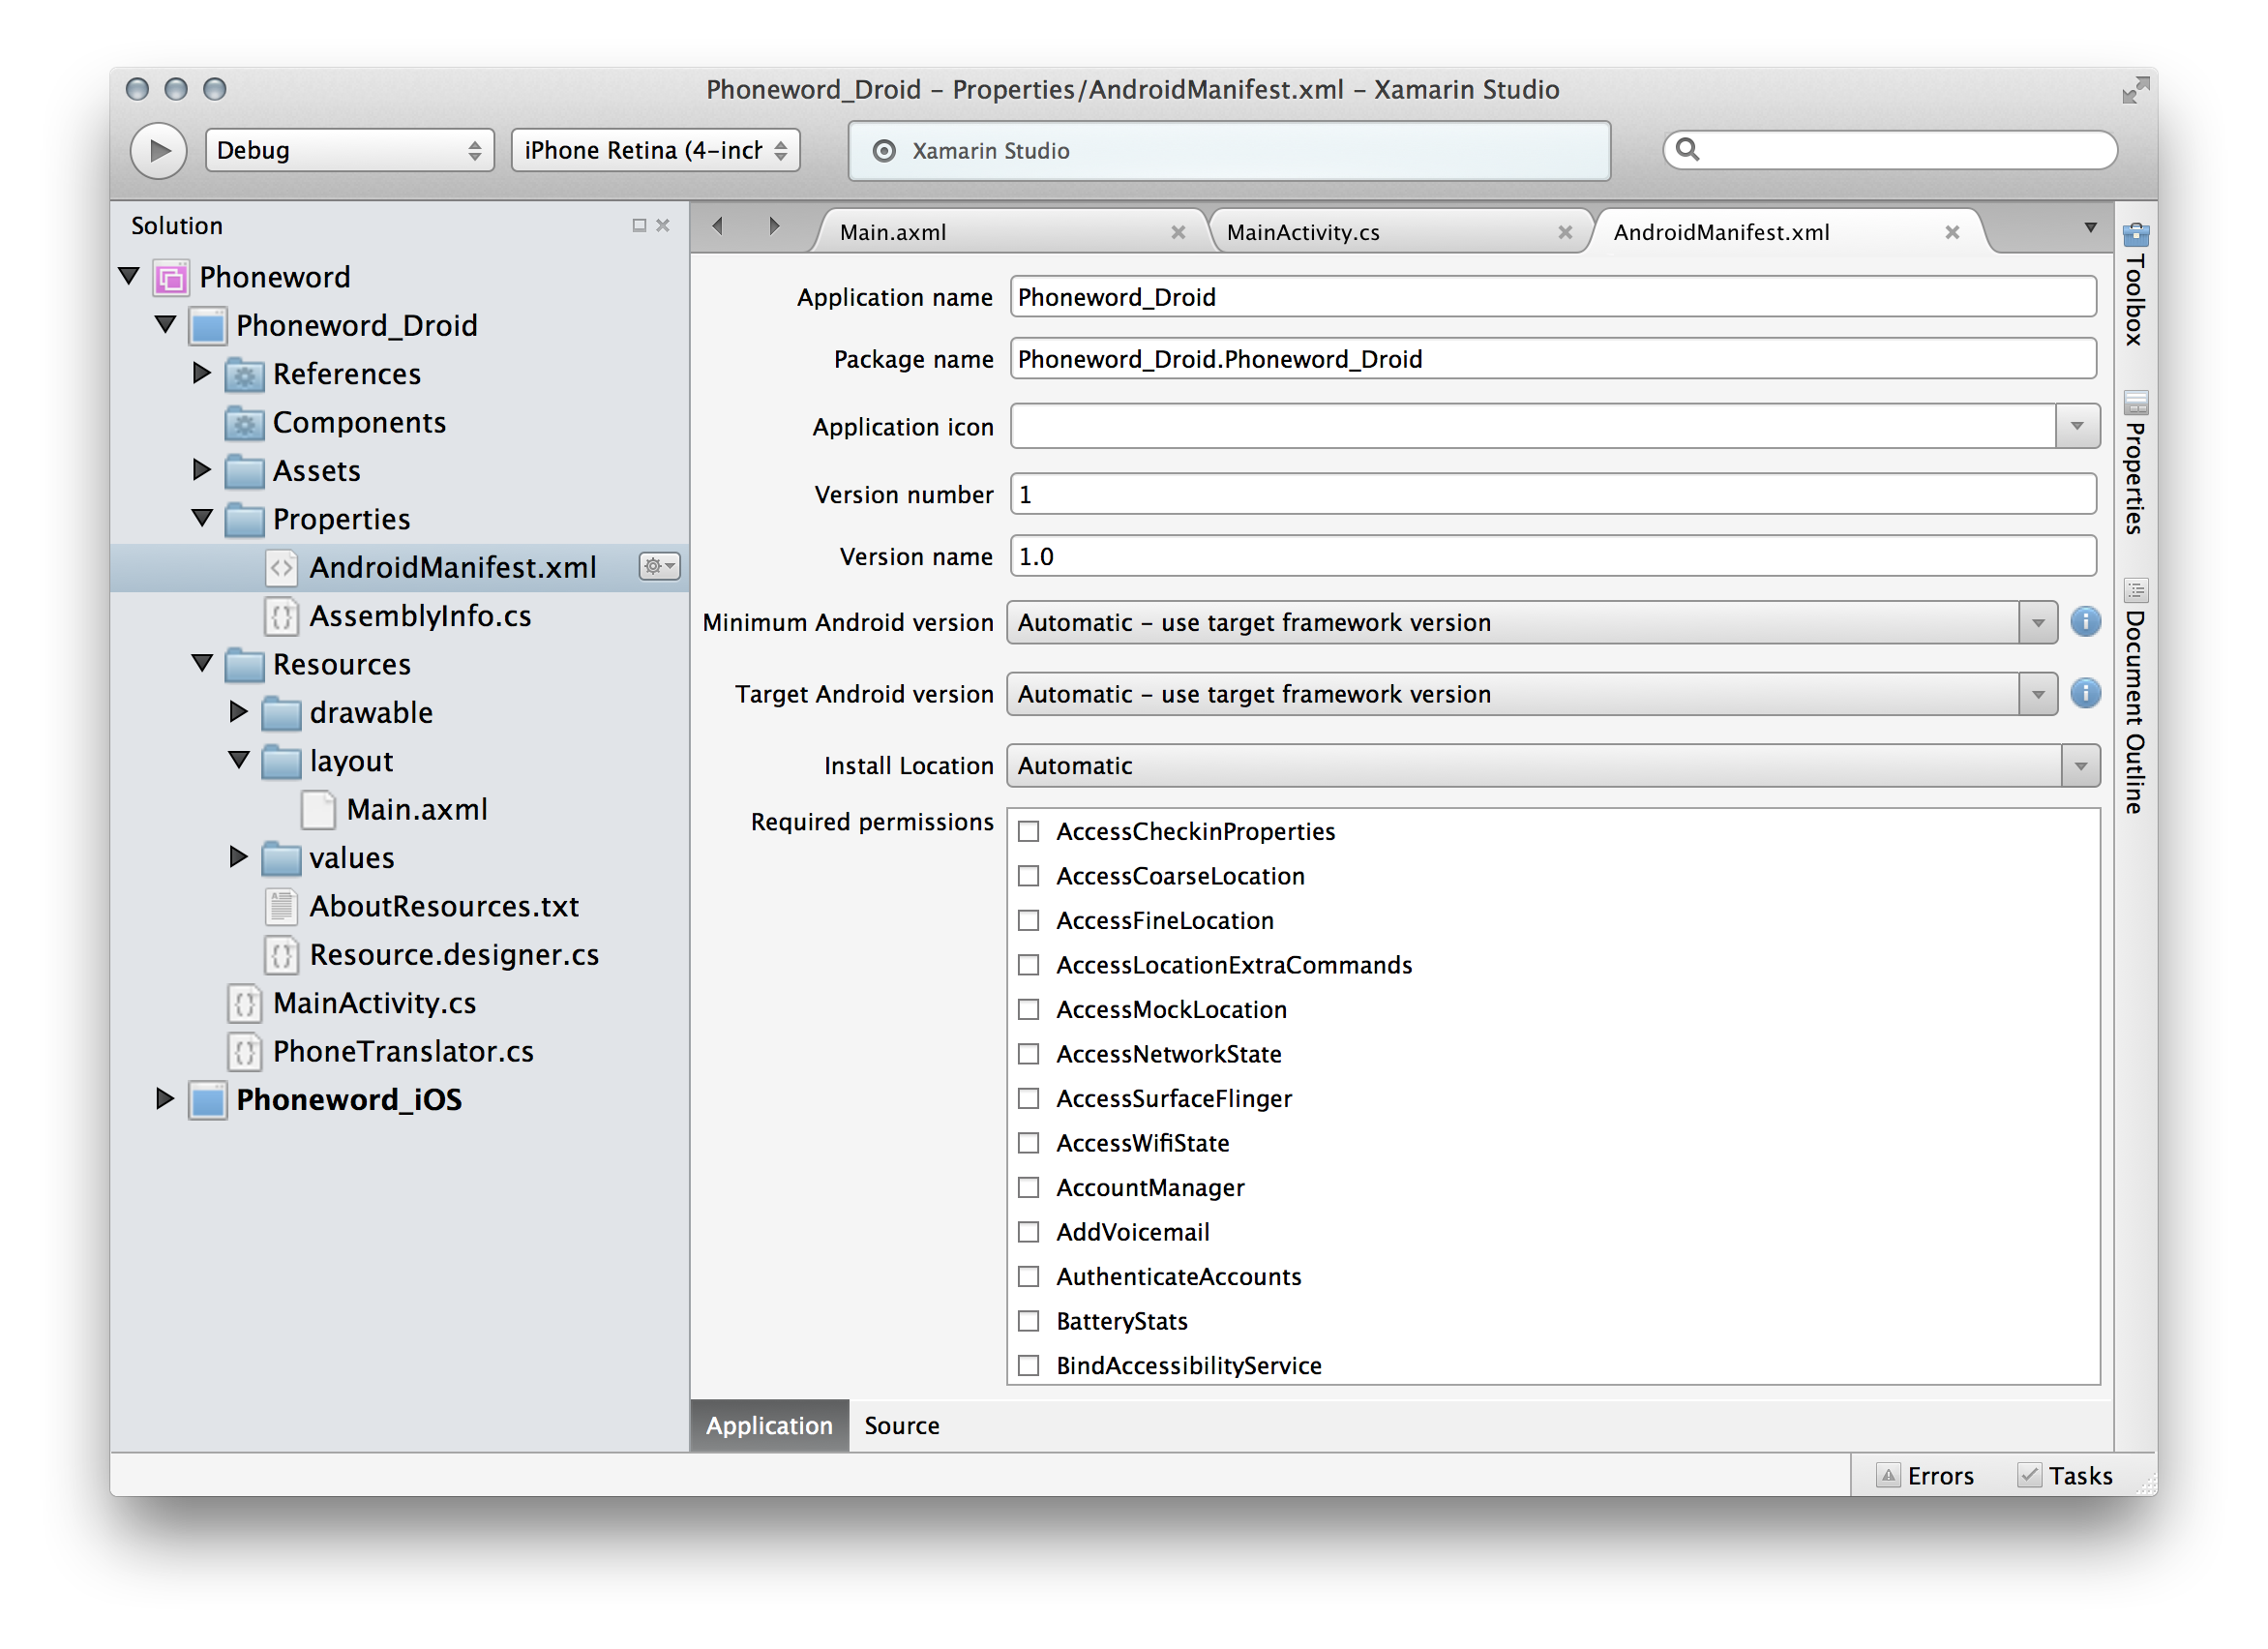 Phoneword_Droid – Properties/AndroidManifest.xml – Xamarin Studio
Debug
iPhone Retina (4-inch
Xamarin Studio
Solution
Phoneword
Phoneword_Droid
References
Components
Assets
Properties
AndroidManifest.xml
AssemblyInfo.cs
Resources
drawable
layout
Main.axml
values
AboutResources.txt
Resource.designer.cs
MainActivity.cs
PhoneTranslator.cs
Phoneword_iOS
Main.axml
MainActivity.cs
AndroidManifest.xml
Application name Phoneword_Droid
Package name Phoneword_Droid.Phoneword_Droid
Application icon
Version number 1
Version name 1.0
Minimum Android version Automatic – use target framework version
Target Android version Automatic – use target framework version
Install Location Automatic
Required permissions
AccessCheckinProperties
AccessCoarseLocation
AccessFineLocation
AccessLocationExtraCommands
AccessMockLocation
AccessNetworkState
AccessSurfaceFlinger
AccessWifiState
AccountManager
AddVoicemail
AuthenticateAccounts
BatteryStats
BindAccessibilityService
Application
Source
Toolbox
Properties
Document Outline
Errors
Tasks